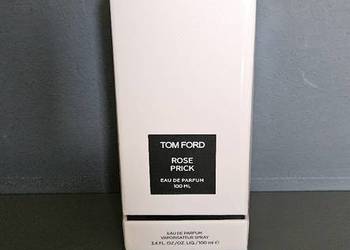 TOM FORD
ROSE
PRICK
EAU DE PARFUM
100 ML
EAU DE PARFUM
VAPORISATEUR SPRAY
3.4 FL.OZ./OZ. LIQ./100 ml ℮